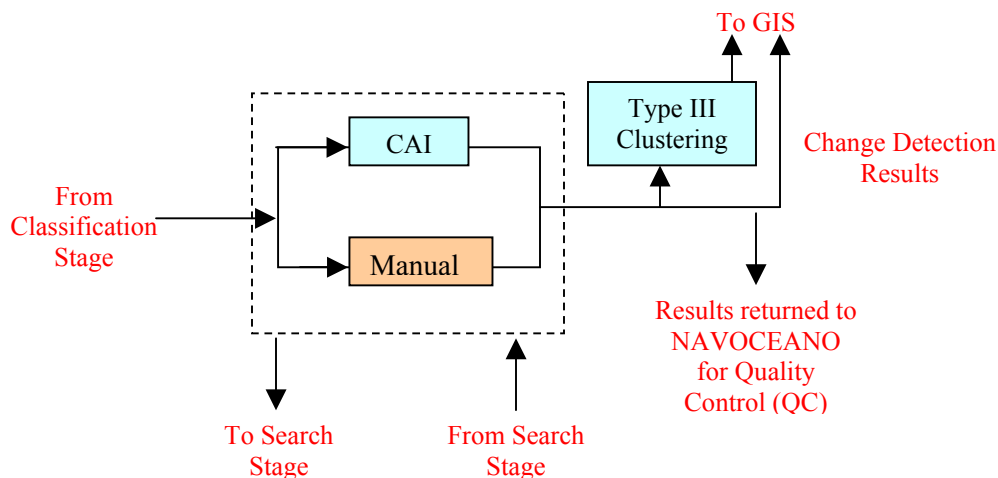 To GIS
Type III
Clustering
CAI
Change Detection
Results
From
Classification
Stage
Manual
Results returned to
NAVOCEANO
for Quality
Control (QC)
To Search
Stage
From Search
Stage